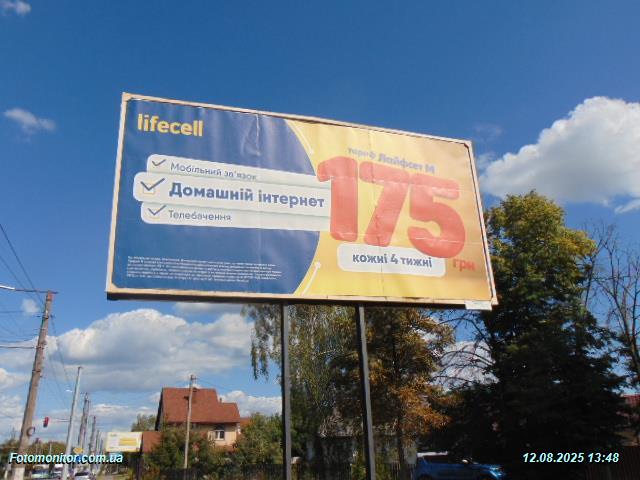 lifecell
Мобільний зв'язок
Домашній інтернет
Телебачення
тариф Лайфсет М
175
грн
кожні 4 тижні
Fotomonitor.com.ua
12.08.2025 13:48